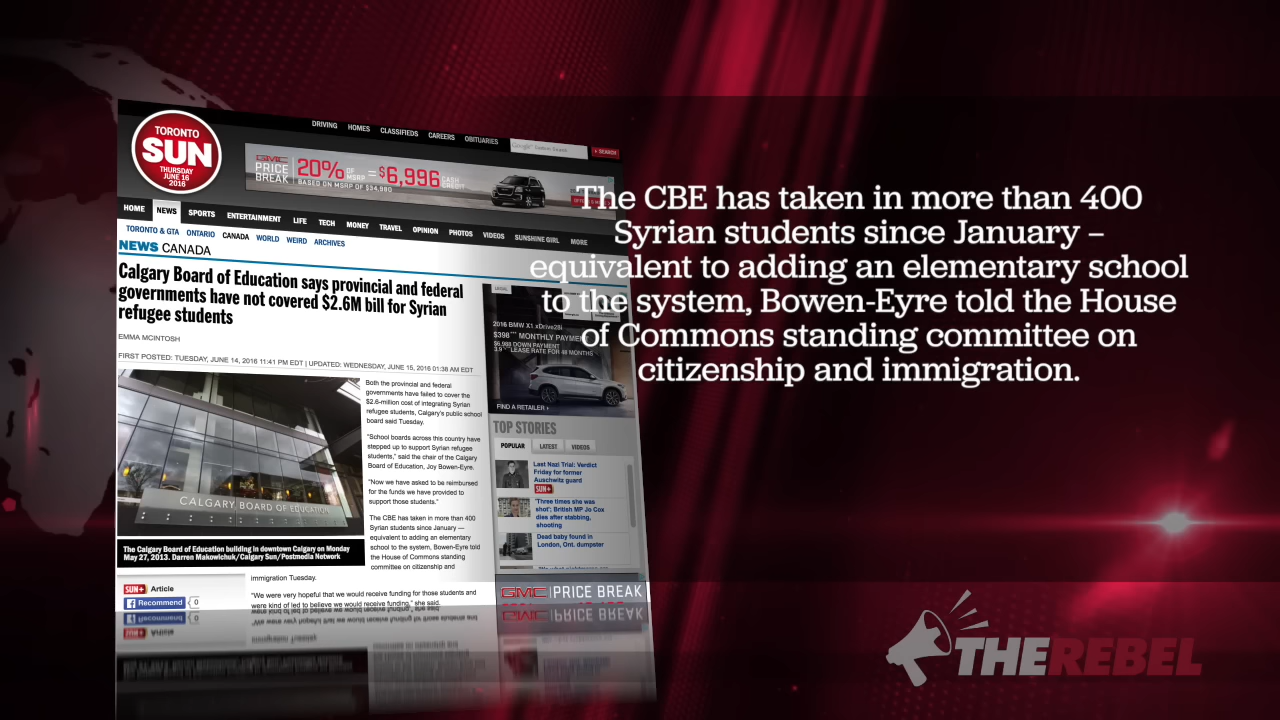 TORONTO
SUN
THURSDAY
JUNE 16
2016
DRIVING HOMES CLASSIFIEDS CAREERS OBITUARIES
Google Custom Search
SEARCH
GMC
PRICE
BREAK
20% OF MSRP = $6,996 CASH CREDIT
BASED ON MSRP OF $34,980
HOME NEWS SPORTS ENTERTAINMENT LIFE TECH MONEY TRAVEL OPINION PHOTOS VIDEOS SUNSHINE GIRL MORE
TORONTO & GTA ONTARIO CANADA WORLD WEIRD ARCHIVES
NEWS CANADA
Calgary Board of Education says provincial and federal
governments have not covered $2.6M bill for Syrian
refugee students
EMMA MCINTOSH
FIRST POSTED: TUESDAY, JUNE 14, 2016 11:41 PM EDT | UPDATED: WEDNESDAY, JUNE 15, 2016 01:38 AM EDT
CALGARY BOARD OF EDUCATION
The Calgary Board of Education building in downtown Calgary on Monday
May 27, 2013. Darren Makowichuk/Calgary Sun/Postmedia Network
Both the provincial and federal
governments have failed to cover the
$2.6-million cost of integrating Syrian
refugee students, Calgary's public school
board said Tuesday.
"School boards across this country have
stepped up to support Syrian refugee
students," said the chair of the Calgary
Board of Education, Joy Bowen-Eyre.
"Now we have asked to be reimbursed
for the funds we have provided to
support those students."
The CBE has taken in more than 400
Syrian students since January —
equivalent to adding an elementary
school to the system, Bowen-Eyre told
the House of Commons standing
committee on citizenship and
immigration Tuesday.
"We were very hopeful that we would receive funding for those students and
were kind of led to believe we would receive funding," she said.
SUN+ Article
Recommend 0
LEGAL
2016 BMW X1 xDrive28i
$398 MONTHLY PAYMENT
$6,988 DOWN PAYMENT
LEASE RATE FOR 48 MONTHS
FIND A RETAILER
TOP STORIES
POPULAR LATEST VIDEOS
Last Nazi Trial: Verdict
Friday for former
Auschwitz guard
SUN+
'Three times she was
shot'; British MP Jo Cox
dies after stabbing,
shooting
Dead baby found in
London, Ont. dumpster
GMC PRICE BREAK
The CBE has taken in more than 400
Syrian students since January –
equivalent to adding an elementary school
to the system, Bowen-Eyre told the House
of Commons standing committee on
citizenship and immigration.
THEREBEL